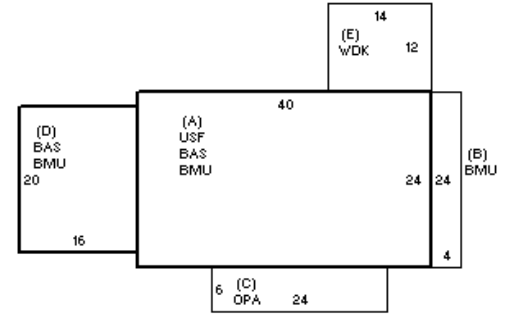 14
(E)
WDK 12
40
(A)
USF
BAS
BMU
24
(D)
BAS
BMU
20
16
24
(B)
BMU
4
6 (C)
OPA 24